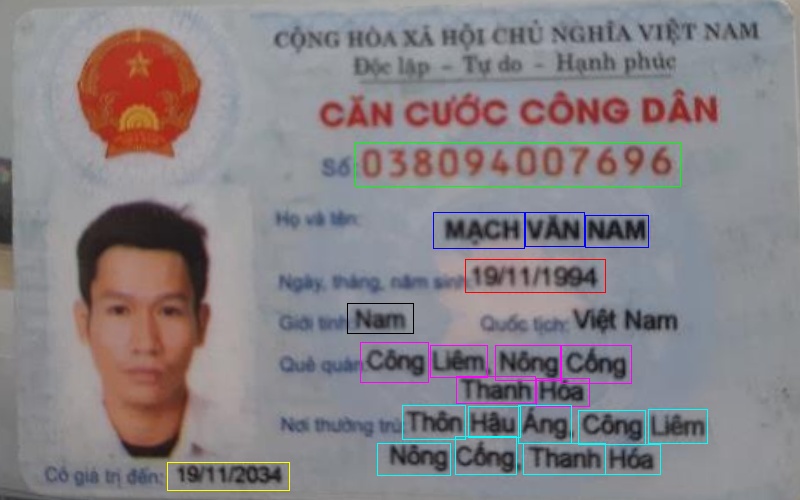 CỘNG HÒA XÃ HỘI CHỦ NGHĨA VIỆT NAM
Độc lập – Tự do – Hạnh phúc
CĂN CƯỚC CÔNG DÂN
Số 038094007696
Họ và tên:
MẠCH VĂN NAM
Ngày, tháng, năm sinh: 19/11/1994
Giới tính: Nam Quốc tịch: Việt Nam
Quê quán: Công Liêm, Nông Cống
Thanh Hóa
Nơi thường trú: Thôn Hậu Áng, Công Liêm
Nông Cống, Thanh Hóa
Có giá trị đến: 19/11/2034